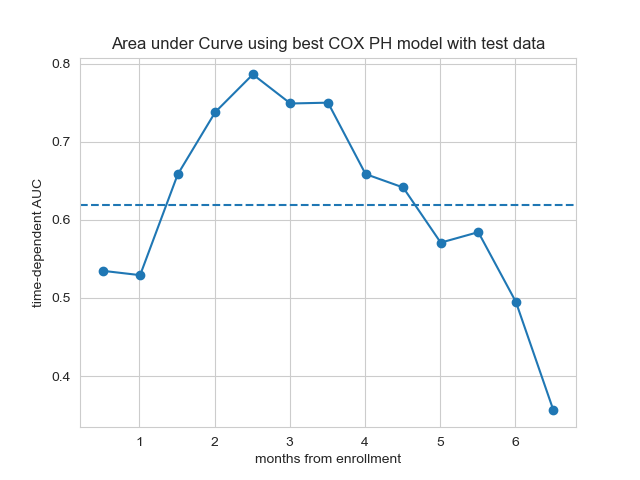 Area under Curve using best COX PH model with test data
time-dependent AUC
0.8
0.7
0.6
0.5
0.4
1 2 3 4 5 6
months from enrollment